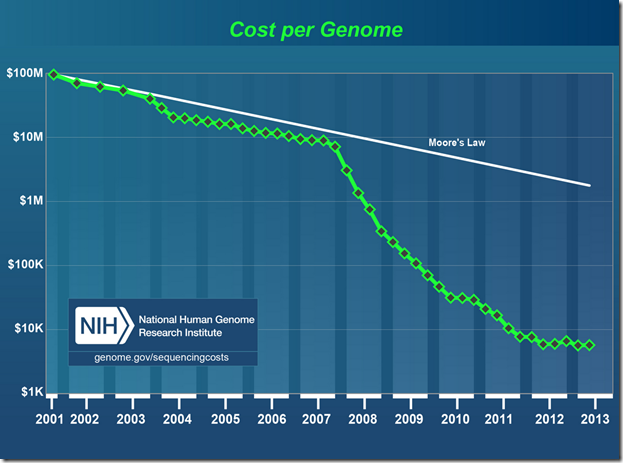 Cost per Genome
$100M
Moore's Law
$10M
$1M
$100K
NIH
National Human Genome
Research Institute
$10K
genome.gov/sequencingcosts
$1K
2001 2002 2003 2004 2005 2006 2007 2008 2009 2010 2011 2012 2013